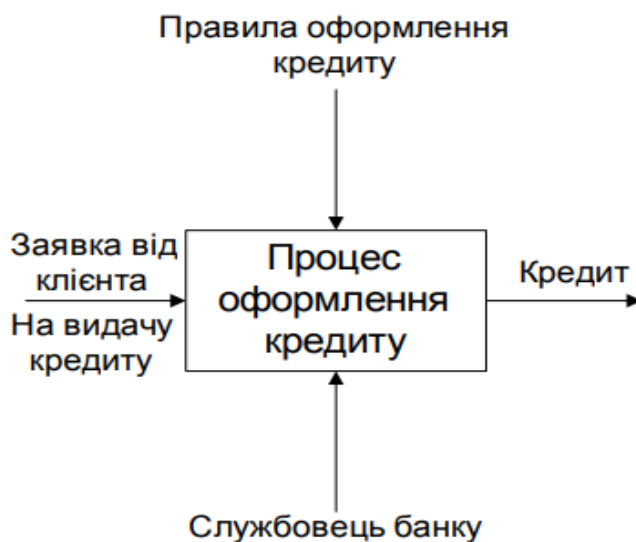 Правила оформлення
кредиту
Заявка від
клієнта
На видачу
кредиту
Процес
оформлення
кредиту
Кредит
Службовець банку